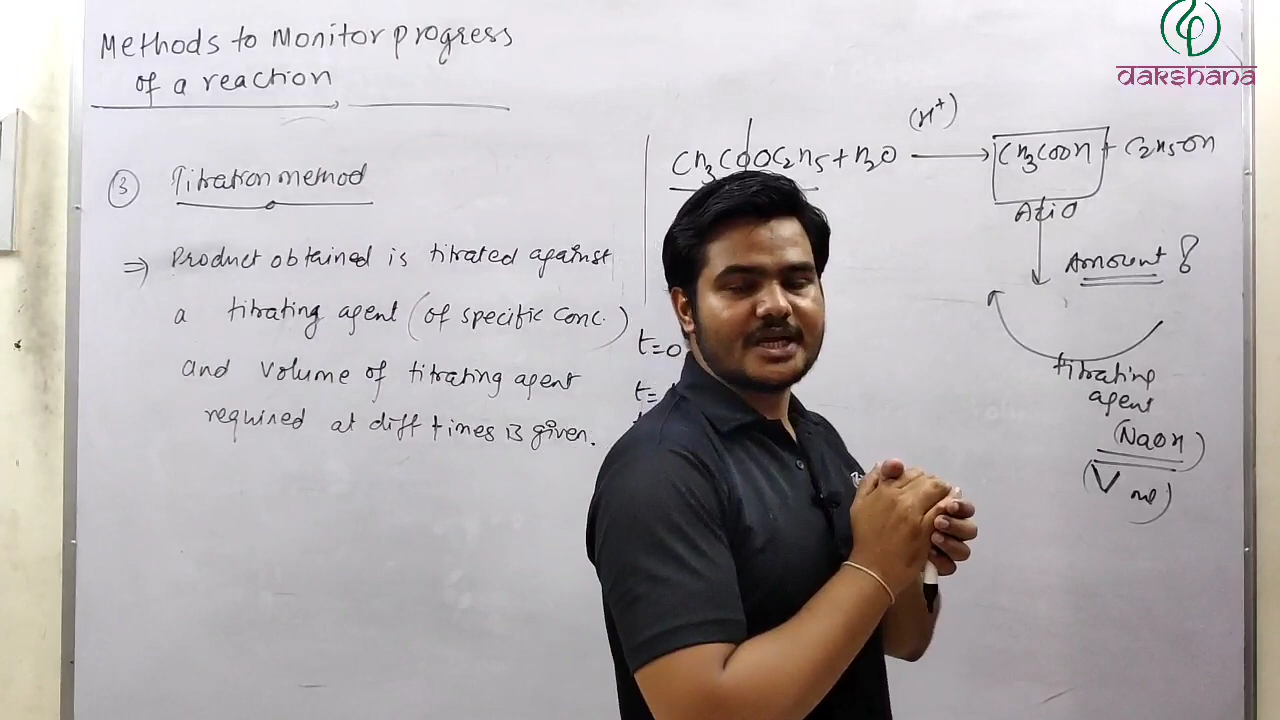 Methods to Monitor progress
of a reaction
dakshana
③ Titration method
⇒ Product obtained is titrated against
a titrating agent (of specific conc.)
and volume of titrating agent
required at diff times is given.
(H⁺)
CH₃COOC₂H₅ + H₂O ⟶ CH₃COOH + C₂H₅OH
Acid
Amount ?
titrating
agent
(NaOH)
(V ml)
t=0
t=